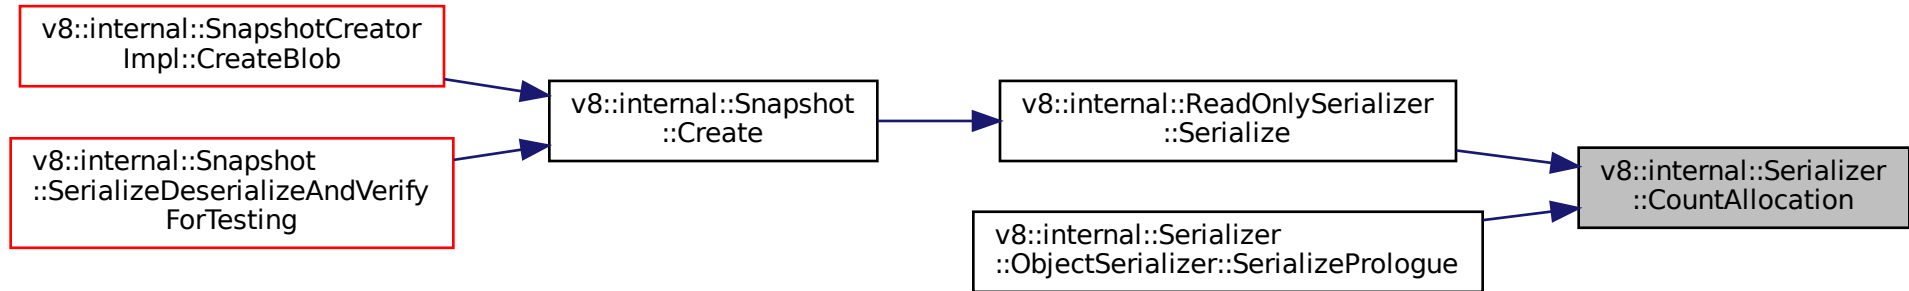 v8::internal::SnapshotCreator
Impl::CreateBlob
v8::internal::Snapshot
::SerializeDeserializeAndVerify
ForTesting
v8::internal::Snapshot
::Create
v8::internal::ReadOnlySerializer
::Serialize
v8::internal::Serializer
::ObjectSerializer::SerializePrologue
v8::internal::Serializer
::CountAllocation